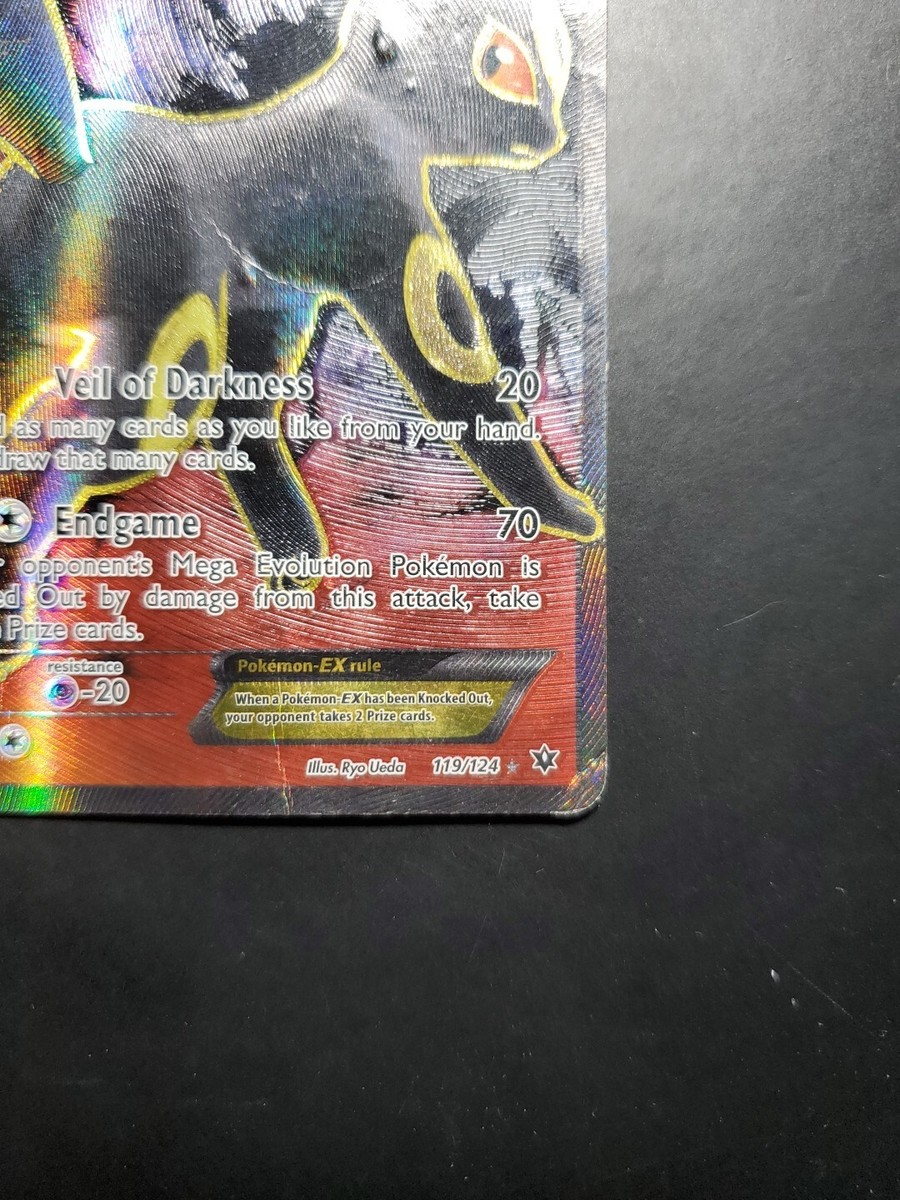 Veil of Darkness 20
as many cards as you like from your hand.
draw that many cards.
Endgame 70
opponent's Mega Evolution Pokémon is
Out by damage from this attack, take
Prize cards.
resistance
-20
Pokémon-EX rule
When a Pokémon-EX has been Knocked Out,
your opponent takes 2 Prize cards.
Illus. Ryo Ueda 119/124